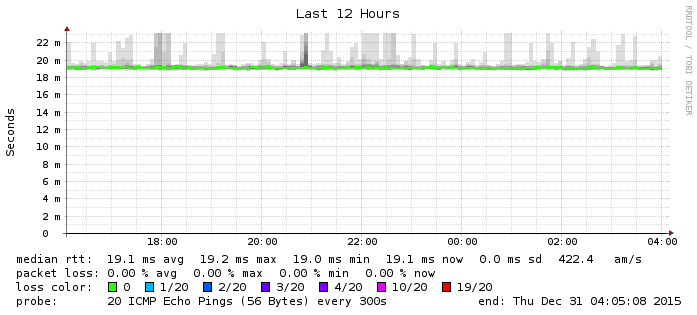 Last 12 Hours
RRDTOOL / TOBI OETIKER
Seconds
22 m
20 m
18 m
16 m
14 m
12 m
10 m
8 m
6 m
4 m
2 m
0
18:00 20:00 22:00 00:00 02:00 04:00
median rtt: 19.1 ms avg 19.2 ms max 19.0 ms min 19.1 ms now 0.0 ms sd 422.4 am/s
packet loss: 0.00 % avg 0.00 % max 0.00 % min 0.00 % now
loss color: 0 1/20 2/20 3/20 4/20 10/20 19/20
probe: 20 ICMP Echo Pings (56 Bytes) every 300s end: Thu Dec 31 04:05:08 2015